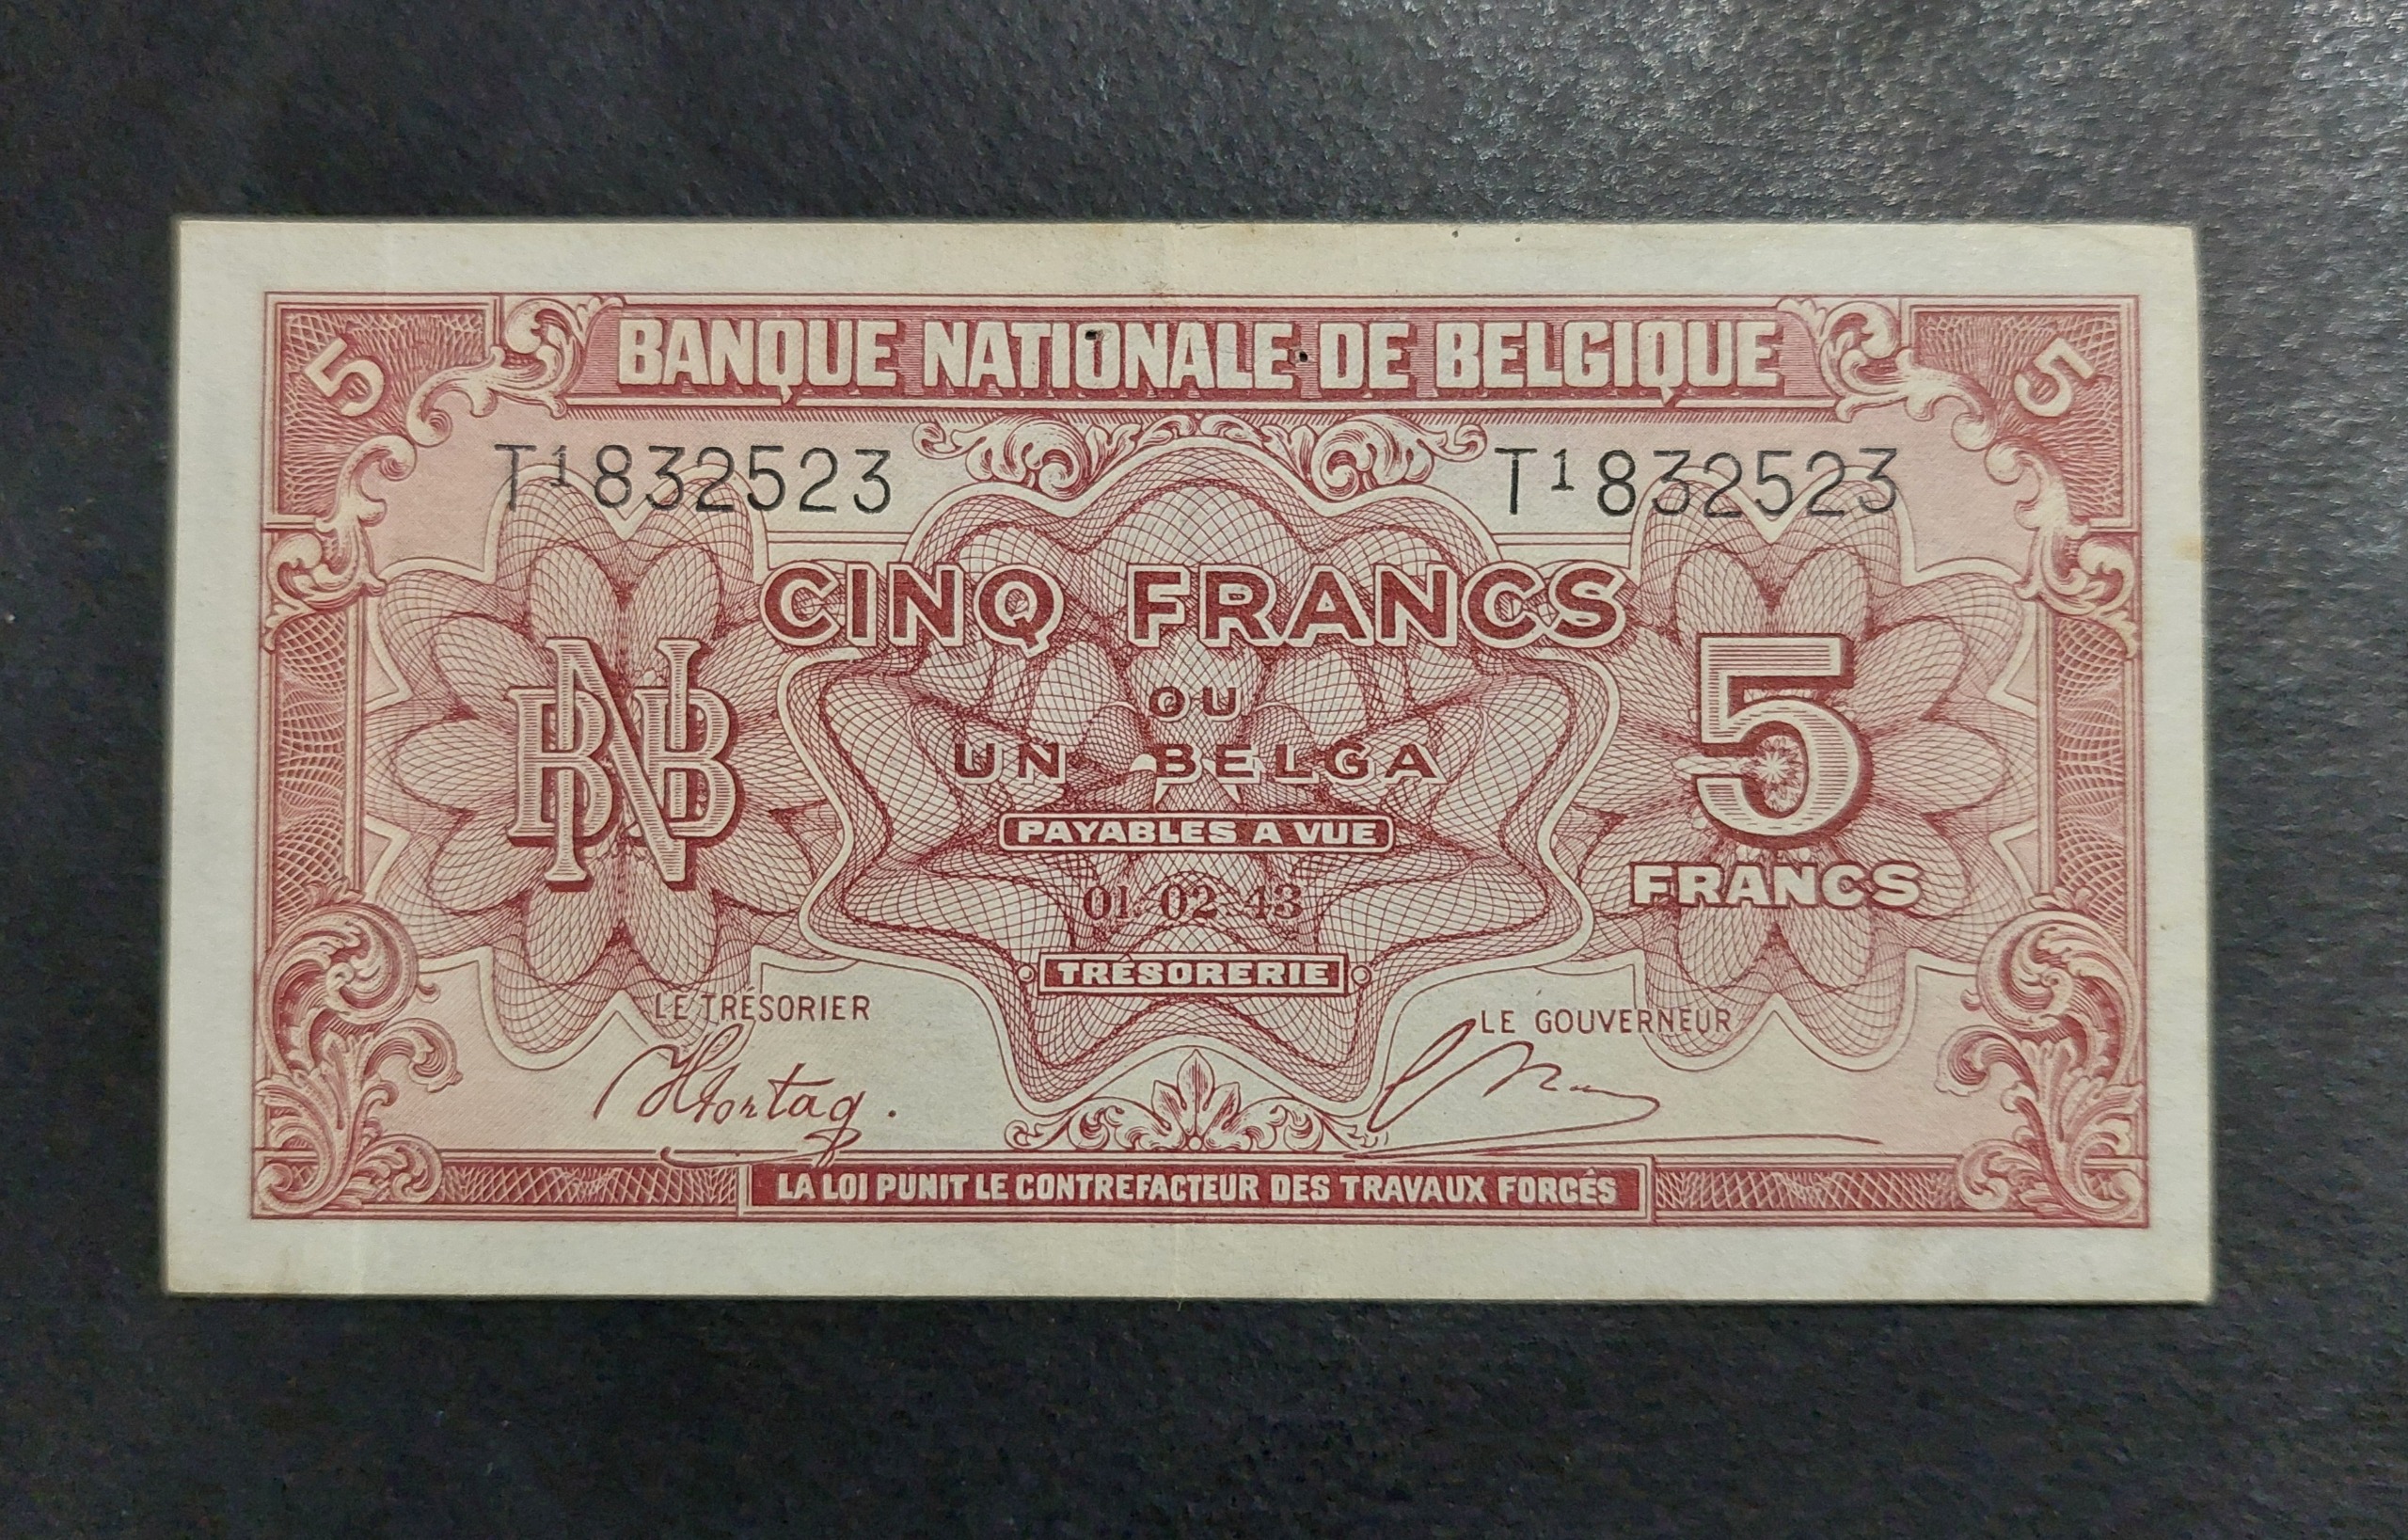 5 BANQUE NATIONALE DE BELGIQUE 5
T1832523 T1832523
CINQ FRANCS
OU
UN BELGA
BNB 5
PAYABLES A VUE
FRANCS
01.02.43
TRÉSORERIE
LE TRÉSORIER LE GOUVERNEUR
LA LOI PUNIT LE CONTREFACTEUR DES TRAVAUX FORCÉS